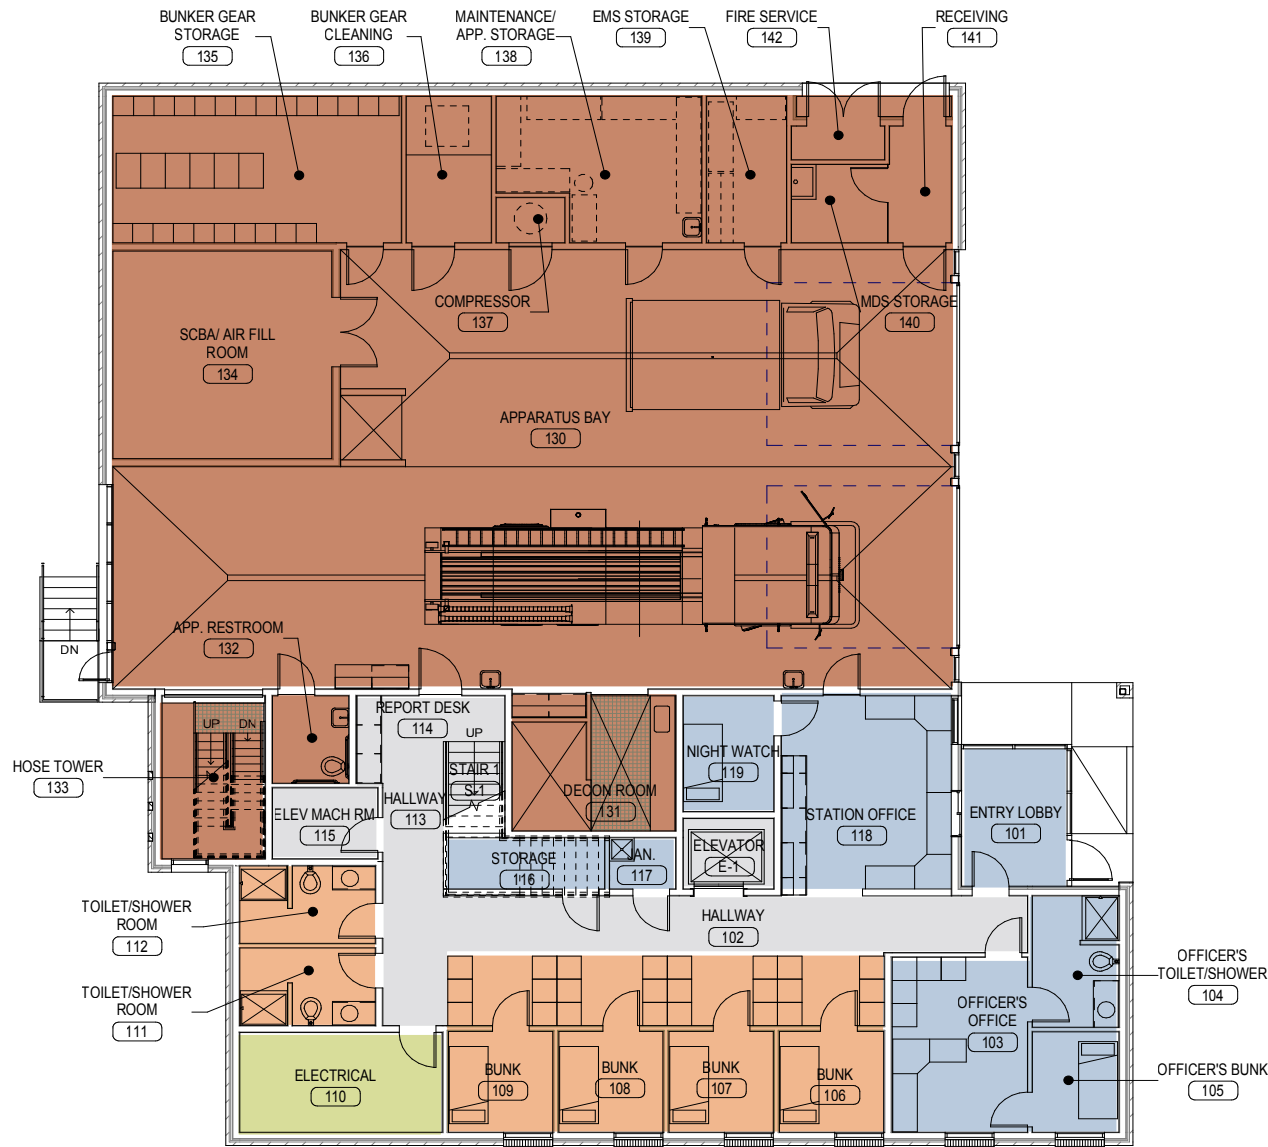 BUNKER GEAR
STORAGE
135
BUNKER GEAR
CLEANING
136
MAINTENANCE/
APP. STORAGE
138
EMS STORAGE
139
FIRE SERVICE
142
RECEIVING
141
COMPRESSOR
137
MDS STORAGE
140
SCBA/ AIR FILL
ROOM
134
APPARATUS BAY
130
DN
APP. RESTROOM
132
REPORT DESK
114
UP
DN
UP
STAIR 1
S-1
HOSE TOWER
133
NIGHT WATCH
119
DECON ROOM
131
HALLWAY
113
ELEV MACH RM
115
STATION OFFICE
118
ENTRY LOBBY
101
ELEVATOR
E-1
STORAGE
116
JAN.
117
TOILET/SHOWER
ROOM
112
HALLWAY
102
OFFICER'S
TOILET/SHOWER
104
TOILET/SHOWER
ROOM
111
OFFICER'S
OFFICE
103
ELECTRICAL
110
BUNK
109
BUNK
108
BUNK
107
BUNK
106
OFFICER'S BUNK
105